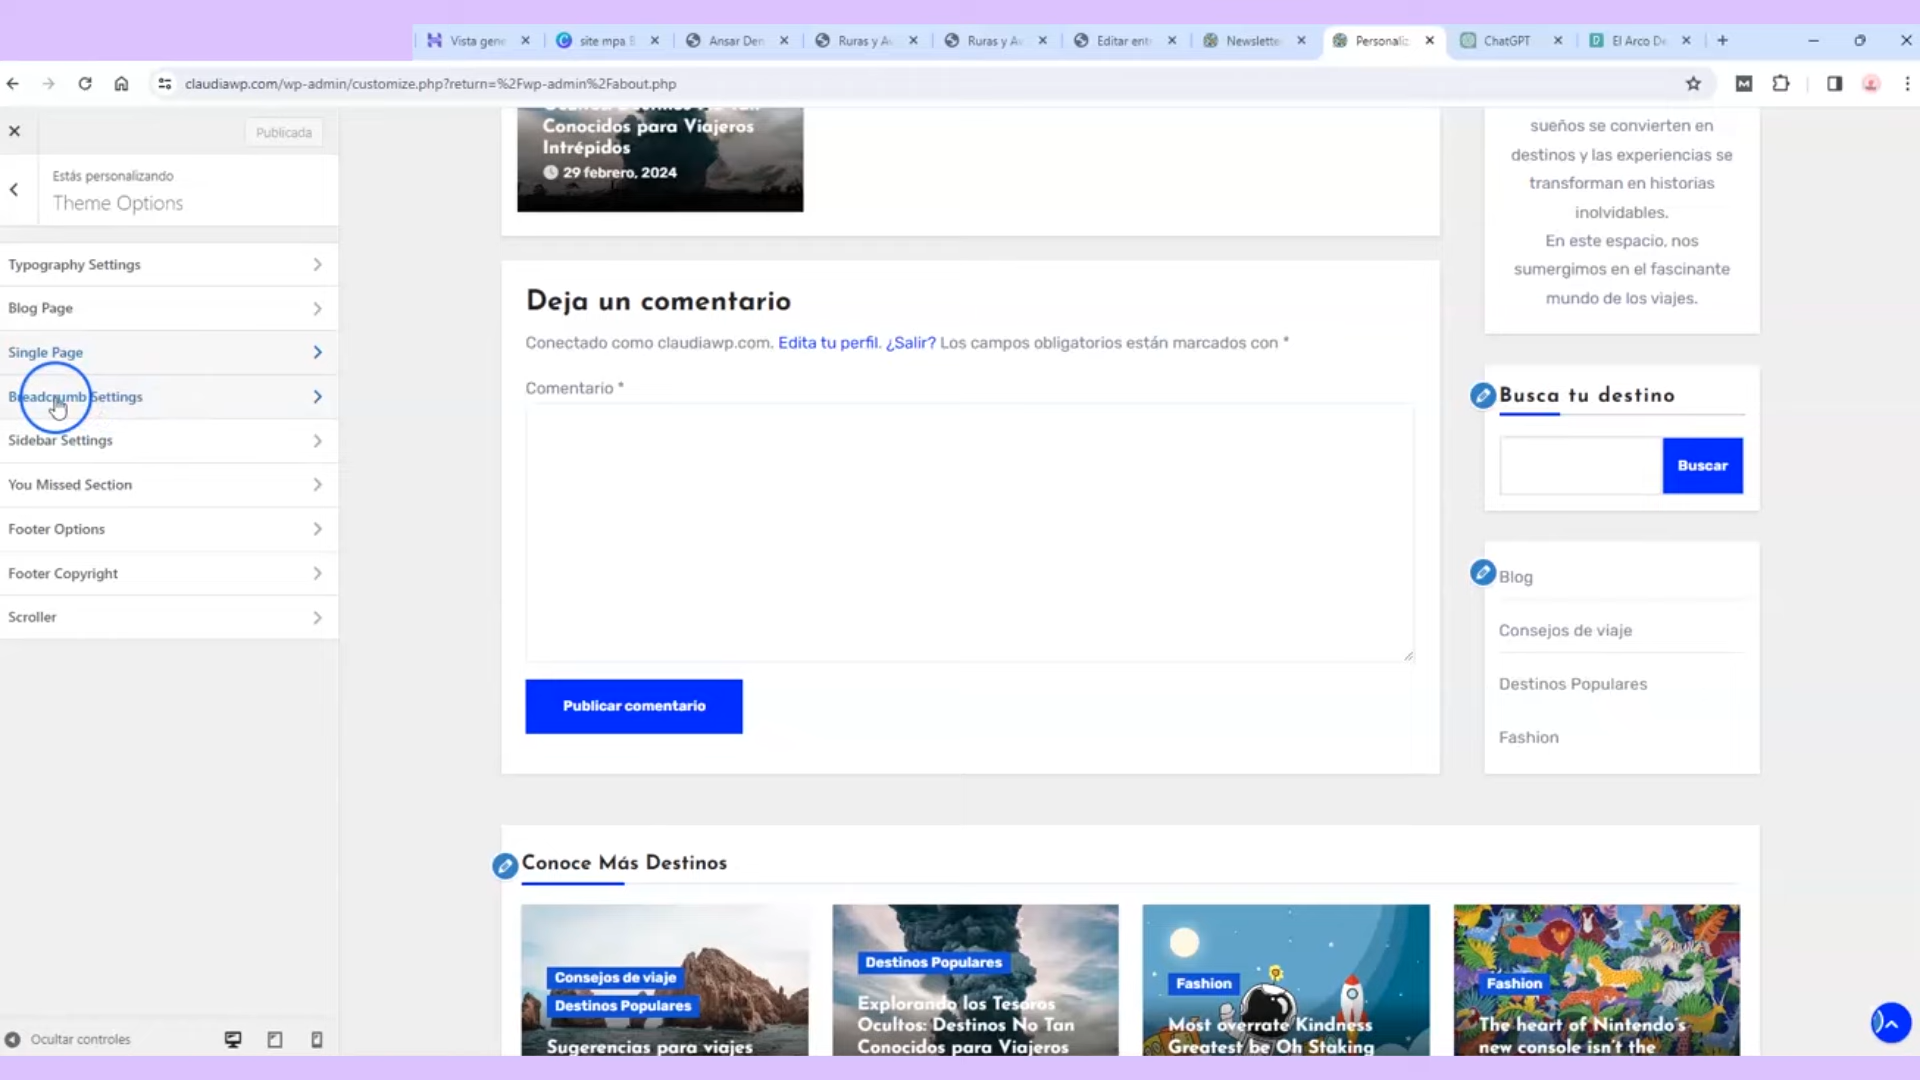 Vista gene
site mpa
Ansar Den
Ruras y A
Ruras y A
Editar ent
Newslette
Personaliz
ChatGPT
El Arco De
claudiawp.com/wp-admin/customize.php?return=%2Fwp-admin%2Fabout.php
Publicada
Estás personalizando
Theme Options
Typography Settings
Blog Page
Single Page
Breadcrumb Settings
Sidebar Settings
You Missed Section
Footer Options
Footer Copyright
Scroller
Ocultar controles
Conocidos para Viajeros
Intrépidos
29 febrero, 2024
Deja un comentario
Conectado como claudiawp.com. Edita tu perfil. ¿Salir? Los campos obligatorios están marcados con *
Comentario *
Publicar comentario
sueños se convierten en
destinos y las experiencias se
transforman en historias
inolvidables.
En este espacio, nos
sumergimos en el fascinante
mundo de los viajes.
Busca tu destino
Buscar
Blog
Consejos de viaje
Destinos Populares
Fashion
Conoce Más Destinos
Consejos de viaje
Destinos Populares
Sugerencias para viajes
Destinos Populares
Explorando los Tesoros
Ocultos: Destinos No Tan
Conocidos para Viajeros
Fashion
Most overrate Kindness
Greatest be Oh Staking
Fashion
The heart of Nintendo's
new console isn't the